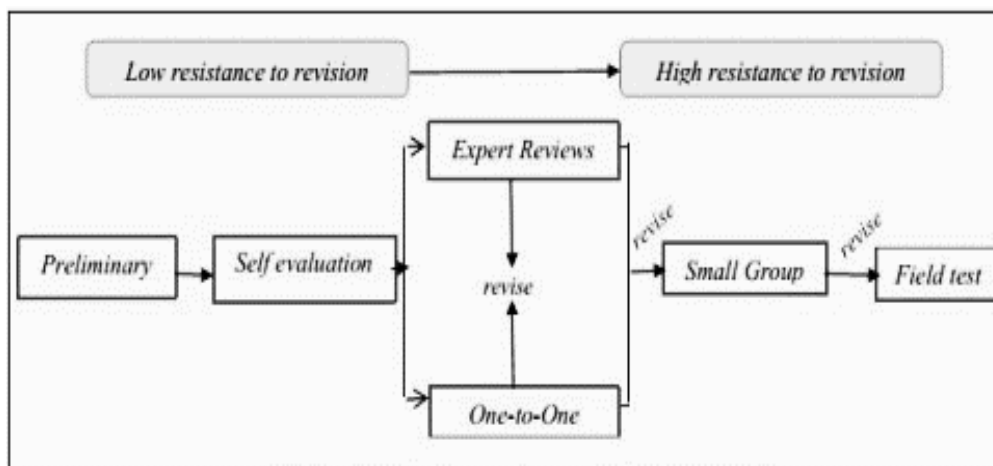 Low resistance to revision
High resistance to revision
Expert Reviews
Preliminary
Self evaluation
revise
revise
Small Group
revise
Field test
One-to-One